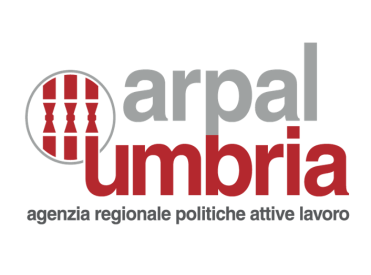 arpal
umbria
agenzia regionale politiche attive lavoro